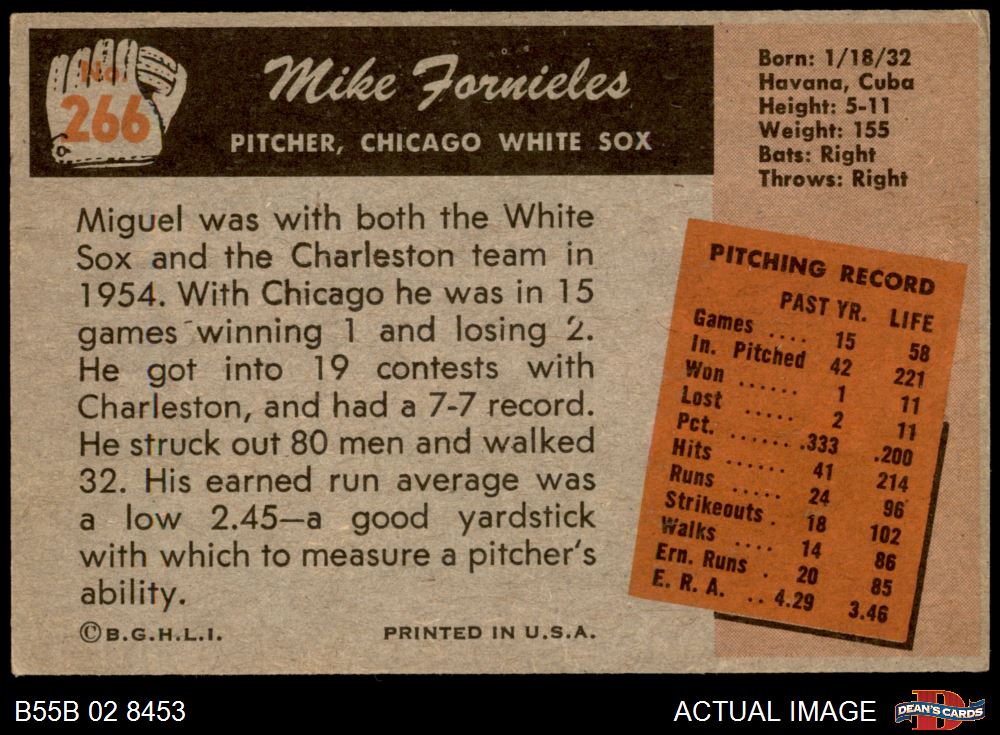 No.
266
Mike Fornieles
PITCHER, CHICAGO WHITE SOX
Born: 1/18/32
Havana, Cuba
Height: 5-11
Weight: 155
Bats: Right
Throws: Right
Miguel was with both the White
Sox and the Charleston team in
1954. With Chicago he was in 15
games winning 1 and losing 2.
He got into 19 contests with
Charleston, and had a 7-7 record.
He struck out 80 men and walked
32. His earned run average was
a low 2.45—a good yardstick
with which to measure a pitcher's
ability.
©B.G.H.L.I. PRINTED IN U.S.A.
PITCHING RECORD
PAST YR. LIFE
Games .... 15 58
In. Pitched 42 221
Won ...... 1 11
Lost ..... 2 11
Pct. ....... .333 .200
Hits ...... 41 214
Runs ..... 24 96
Strikeouts . 18 102
Walks .... 14 86
Ern. Runs . 20 85
E. R. A. .. 4.29 3.46
B55B 02 8453
ACTUAL IMAGE
D
DEAN'S CARDS